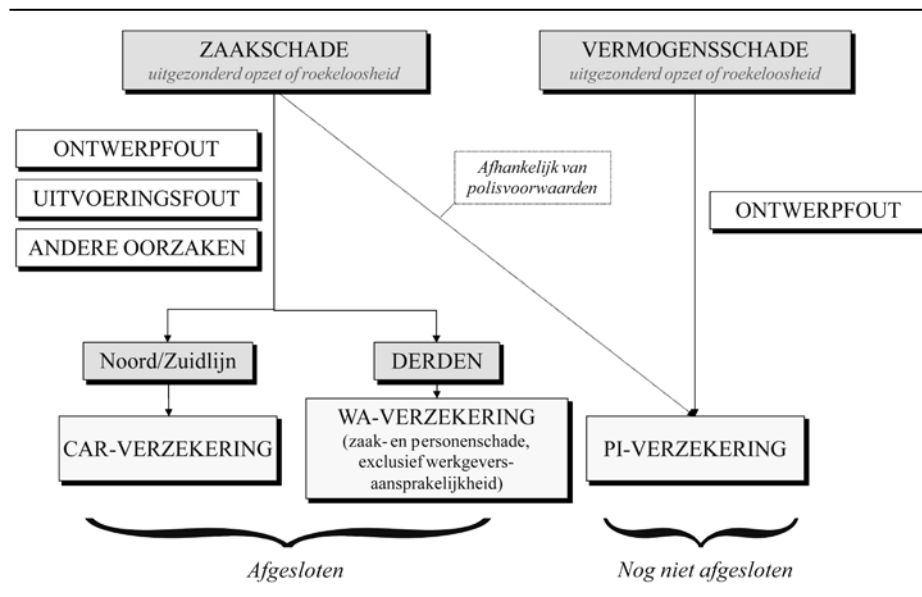 ZAAKSCHADE
uitgezonderd opzet of roekeloosheid
VERMOGENSSCHADE
uitgezonderd opzet of roekeloosheid
ONTWERPFOUT
UITVOERINGSFOUT
ANDERE OORZAKEN
Afhankelijk van
polisvoorwaarden
ONTWERPFOUT
Noord/Zuidlijn
DERDEN
CAR-VERZEKERING
WA-VERZEKERING
(zaak- en personenschade,
exclusief werkgevers-
aansprakelijkheid)
PI-VERZEKERING
Afgesloten
Nog niet afgesloten